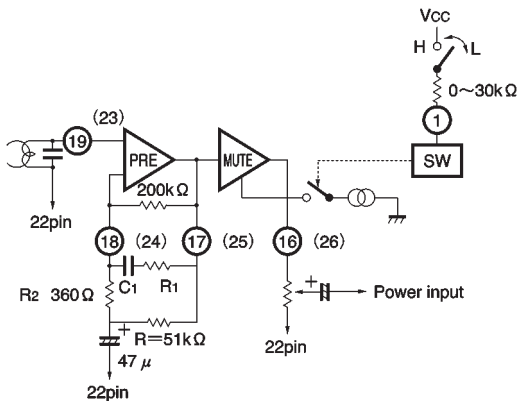 Vcc
H
L
0～30kΩ
1
SW
(23)
19
PRE
MUTE
200kΩ
22pin
18
(24)
17
(25)
16
(26)
C1
R1
R2 360Ω
+
Power input
+
R=51kΩ
47μ
22pin
22pin